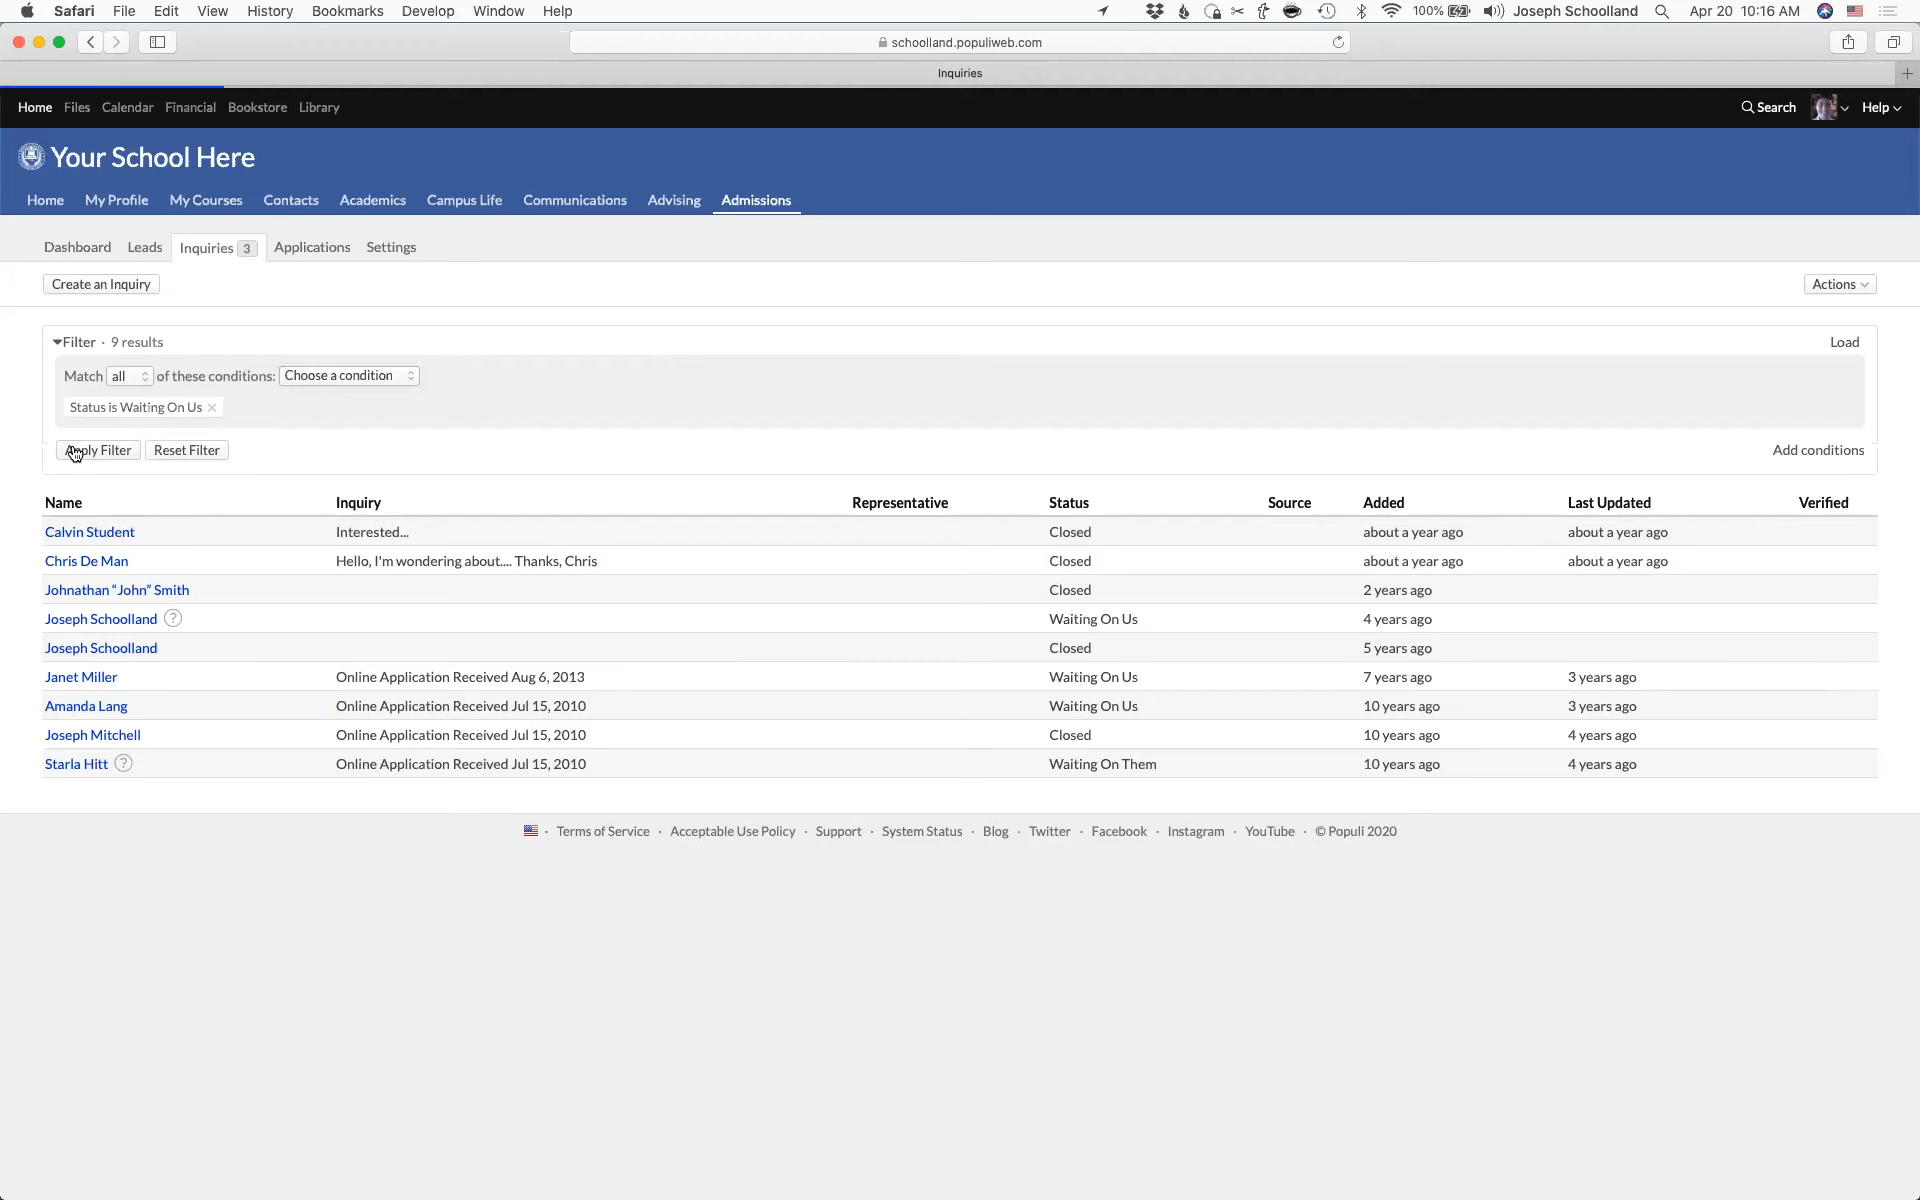 Safari File Edit View History Bookmarks Develop Window Help 100% Joseph Schoolland Apr 20 10:16 AM
schoolland.populiweb.com
Inquiries
Home Files Calendar Financial Bookstore Library Search Help
Your School Here
Home My Profile My Courses Contacts Academics Campus Life Communications Advising Admissions
Dashboard Leads Inquiries 3 Applications Settings
Create an Inquiry Actions
Filter · 9 results Load
Match all of these conditions: Choose a condition
Status is Waiting On Us ×
Apply Filter Reset Filter Add conditions
Name Inquiry Representative Status Source Added Last Updated Verified
Calvin Student Interested... Closed about a year ago about a year ago
Chris De Man Hello, I'm wondering about.... Thanks, Chris Closed about a year ago about a year ago
Johnathan “John” Smith Closed 2 years ago
Joseph Schoolland ? Waiting On Us 4 years ago
Joseph Schoolland Closed 5 years ago
Janet Miller Online Application Received Aug 6, 2013 Waiting On Us 7 years ago 3 years ago
Amanda Lang Online Application Received Jul 15, 2010 Waiting On Us 10 years ago 3 years ago
Joseph Mitchell Online Application Received Jul 15, 2010 Closed 10 years ago 4 years ago
Starla Hitt ? Online Application Received Jul 15, 2010 Waiting On Them 10 years ago 4 years ago
· Terms of Service · Acceptable Use Policy · Support · System Status · Blog · Twitter · Facebook · Instagram · YouTube · © Populi 2020